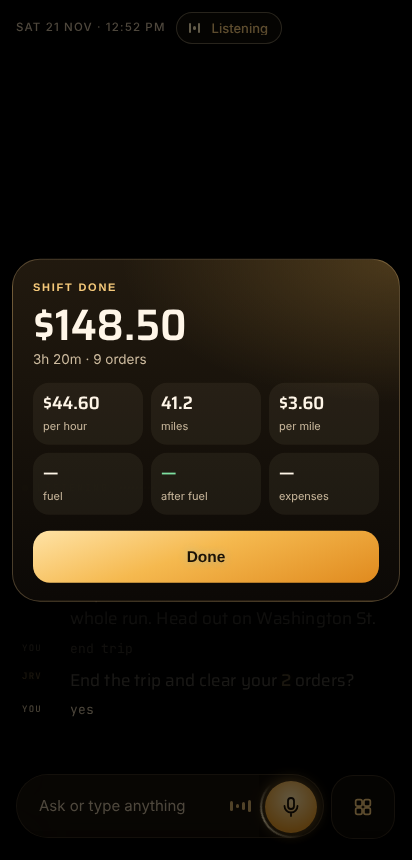 SAT 21 NOV · 12:52 PM
Listening
SHIFT DONE
$148.50
3h 20m · 9 orders
$44.60
per hour
41.2
miles
$3.60
per mile
—
fuel
—
after fuel
—
expenses
Done
whole run. Head out on Washington St.
YOU end trip
JRV End the trip and clear your 2 orders?
YOU yes
Ask or type anything